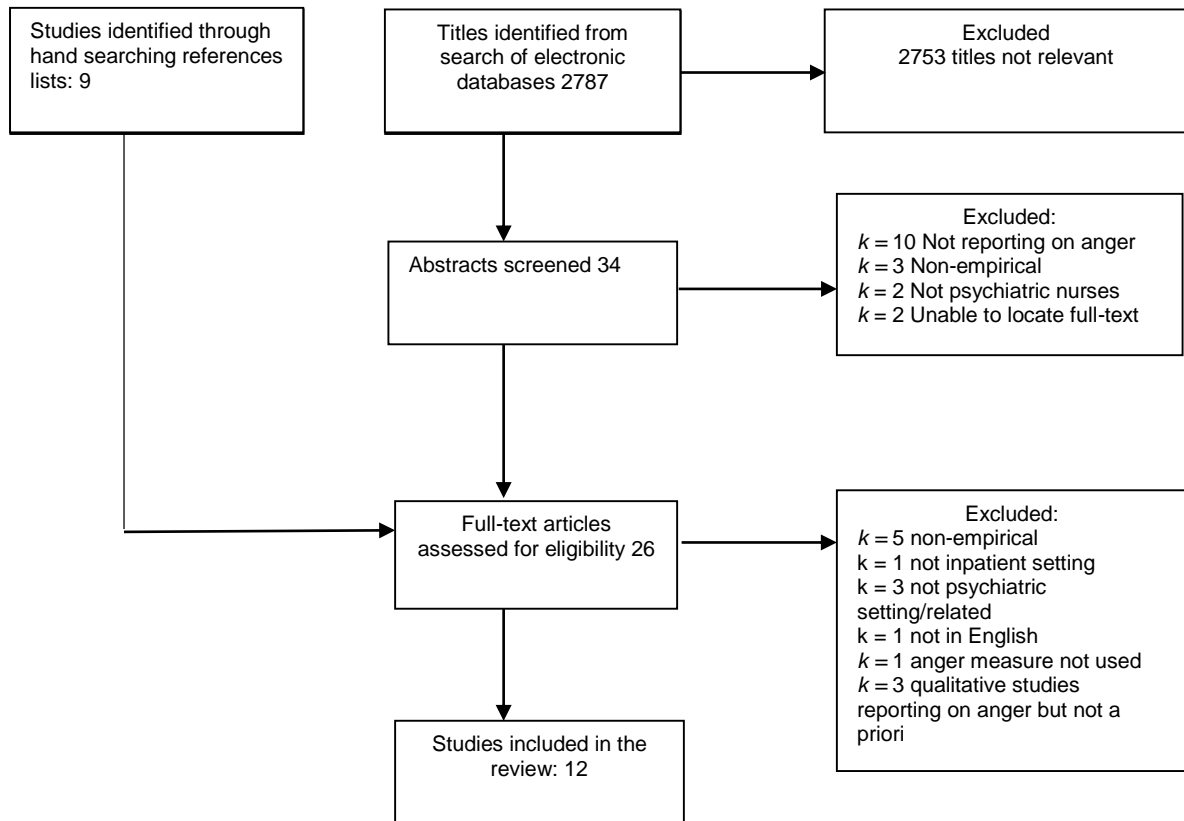 Studies identified through
hand searching references
lists: 9
Titles identified from
search of electronic
databases 2787
Excluded
2753 titles not relevant
Abstracts screened 34
Excluded:
k = 10 Not reporting on anger
k = 3 Non-empirical
k = 2 Not psychiatric nurses
k = 2 Unable to locate full-text
Full-text articles
assessed for eligibility 26
Excluded:
k = 5 non-empirical
k = 1 not inpatient setting
k = 3 not psychiatric
setting/related
k = 1 not in English
k = 1 anger measure not used
k = 3 qualitative studies
reporting on anger but not a
priori
Studies included in the
review: 12